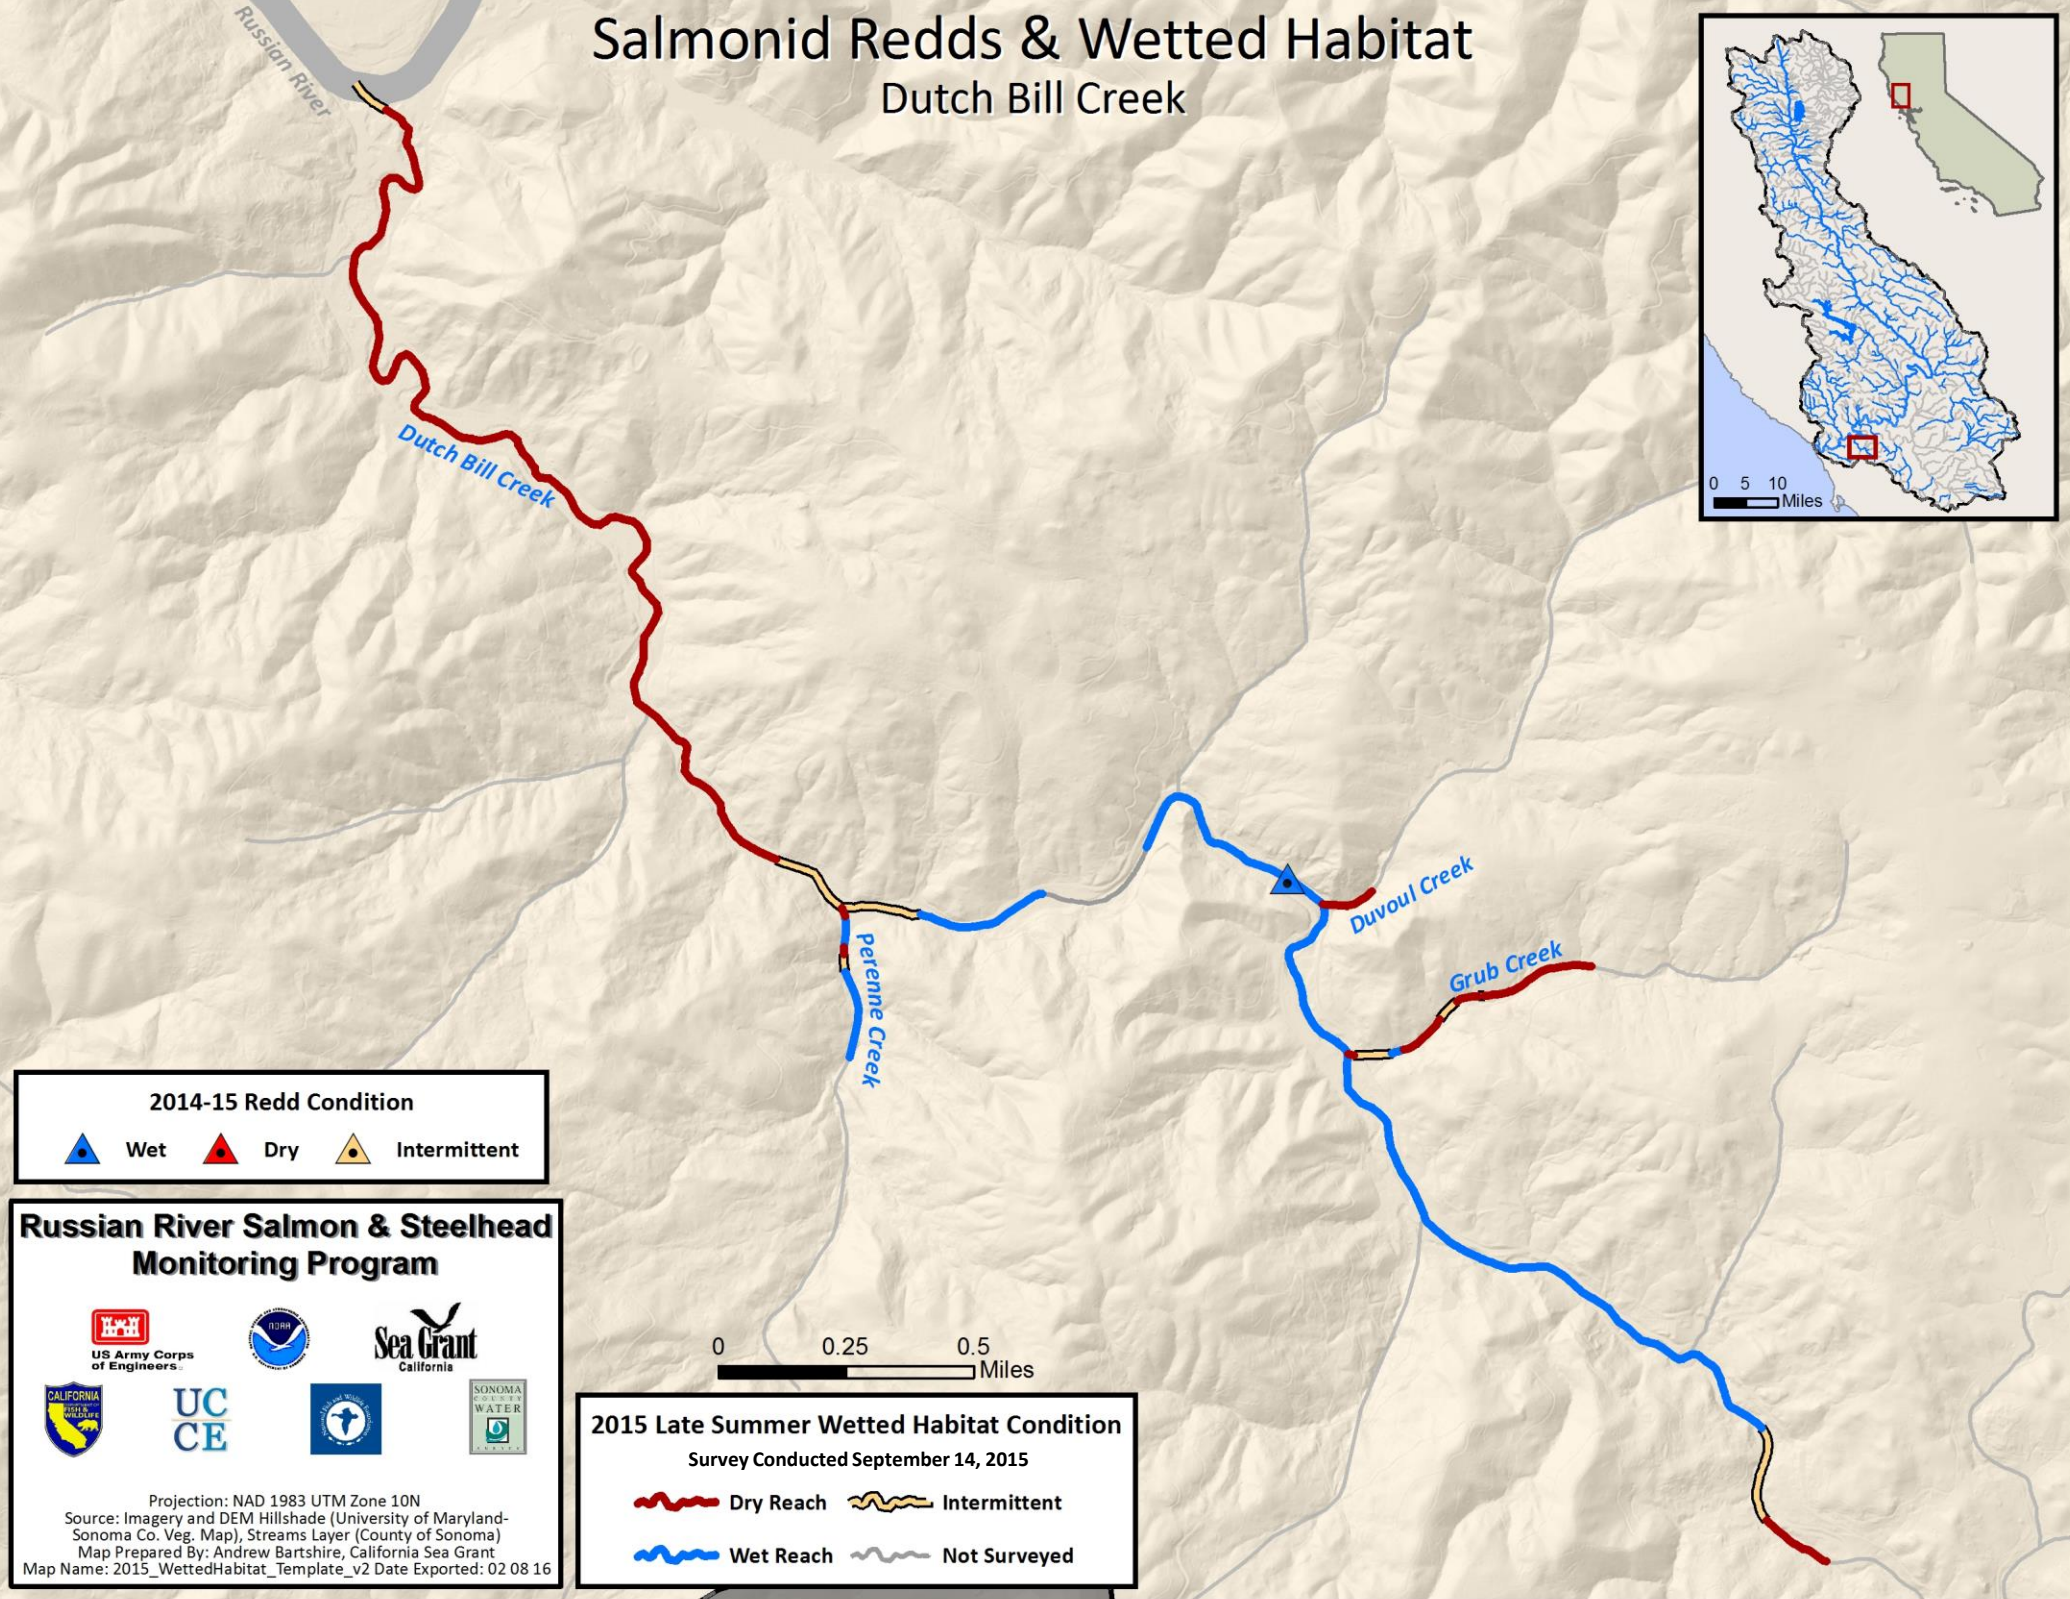 Salmonid Redds & Wetted Habitat
Dutch Bill Creek
Russian River
0 5 10
Miles
Dutch Bill Creek
Duvoul Creek
Grub Creek
Perenne Creek
2014-15 Redd Condition
Wet Dry Intermittent
Russian River Salmon & Steelhead
Monitoring Program
US Army Corps
of Engineers
NOAA
Sea Grant
California
CALIFORNIA
FISH &
WILDLIFE
UC
CE
SONOMA
COUNTY
WATER
AGENCY
Projection: NAD 1983 UTM Zone 10N
Source: Imagery and DEM Hillshade (University of Maryland-
Sonoma Co. Veg. Map), Streams Layer (County of Sonoma)
Map Prepared By: Andrew Bartshire, California Sea Grant
Map Name: 2015_WettedHabitat_Template_v2 Date Exported: 02 08 16
0 0.25 0.5
Miles
2015 Late Summer Wetted Habitat Condition
Survey Conducted September 14, 2015
Dry Reach Intermittent
Wet Reach Not Surveyed